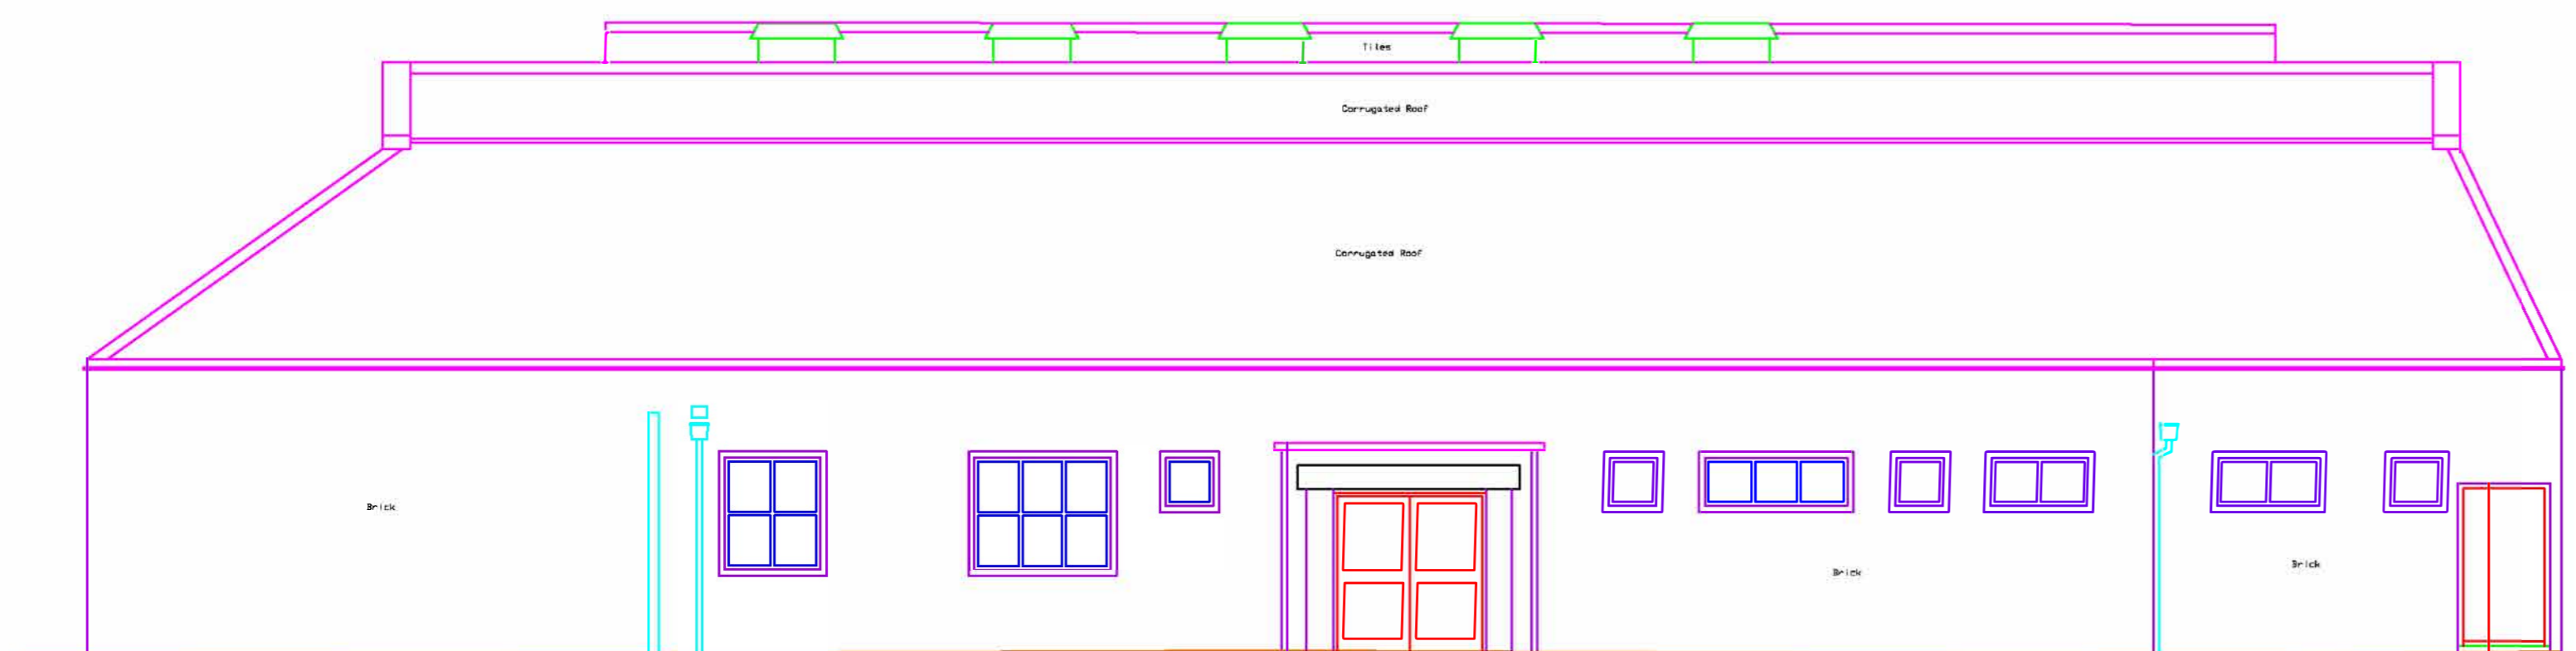 Tiles
Corrugated Roof
Corrugated Roof
Brick
Brick
Brick